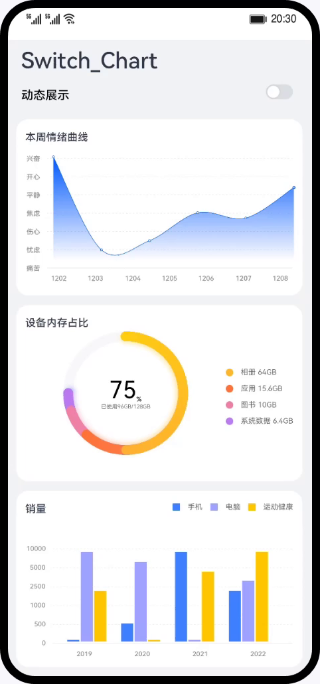 5G 5G 20:30
Switch_Chart
动态展示
本周情绪曲线
兴奋
开心
平静
焦虑
伤心
忧虑
痛苦
1202 1203 1204 1205 1206 1207 1208
设备内存占比
75%
已使用96GB/128GB
相册 64GB
应用 15.6GB
图书 10GB
系统数据 6.4GB
销量
手机 电脑 运动健康
10000
5000
2500
1000
500
0
2019 2020 2021 2022